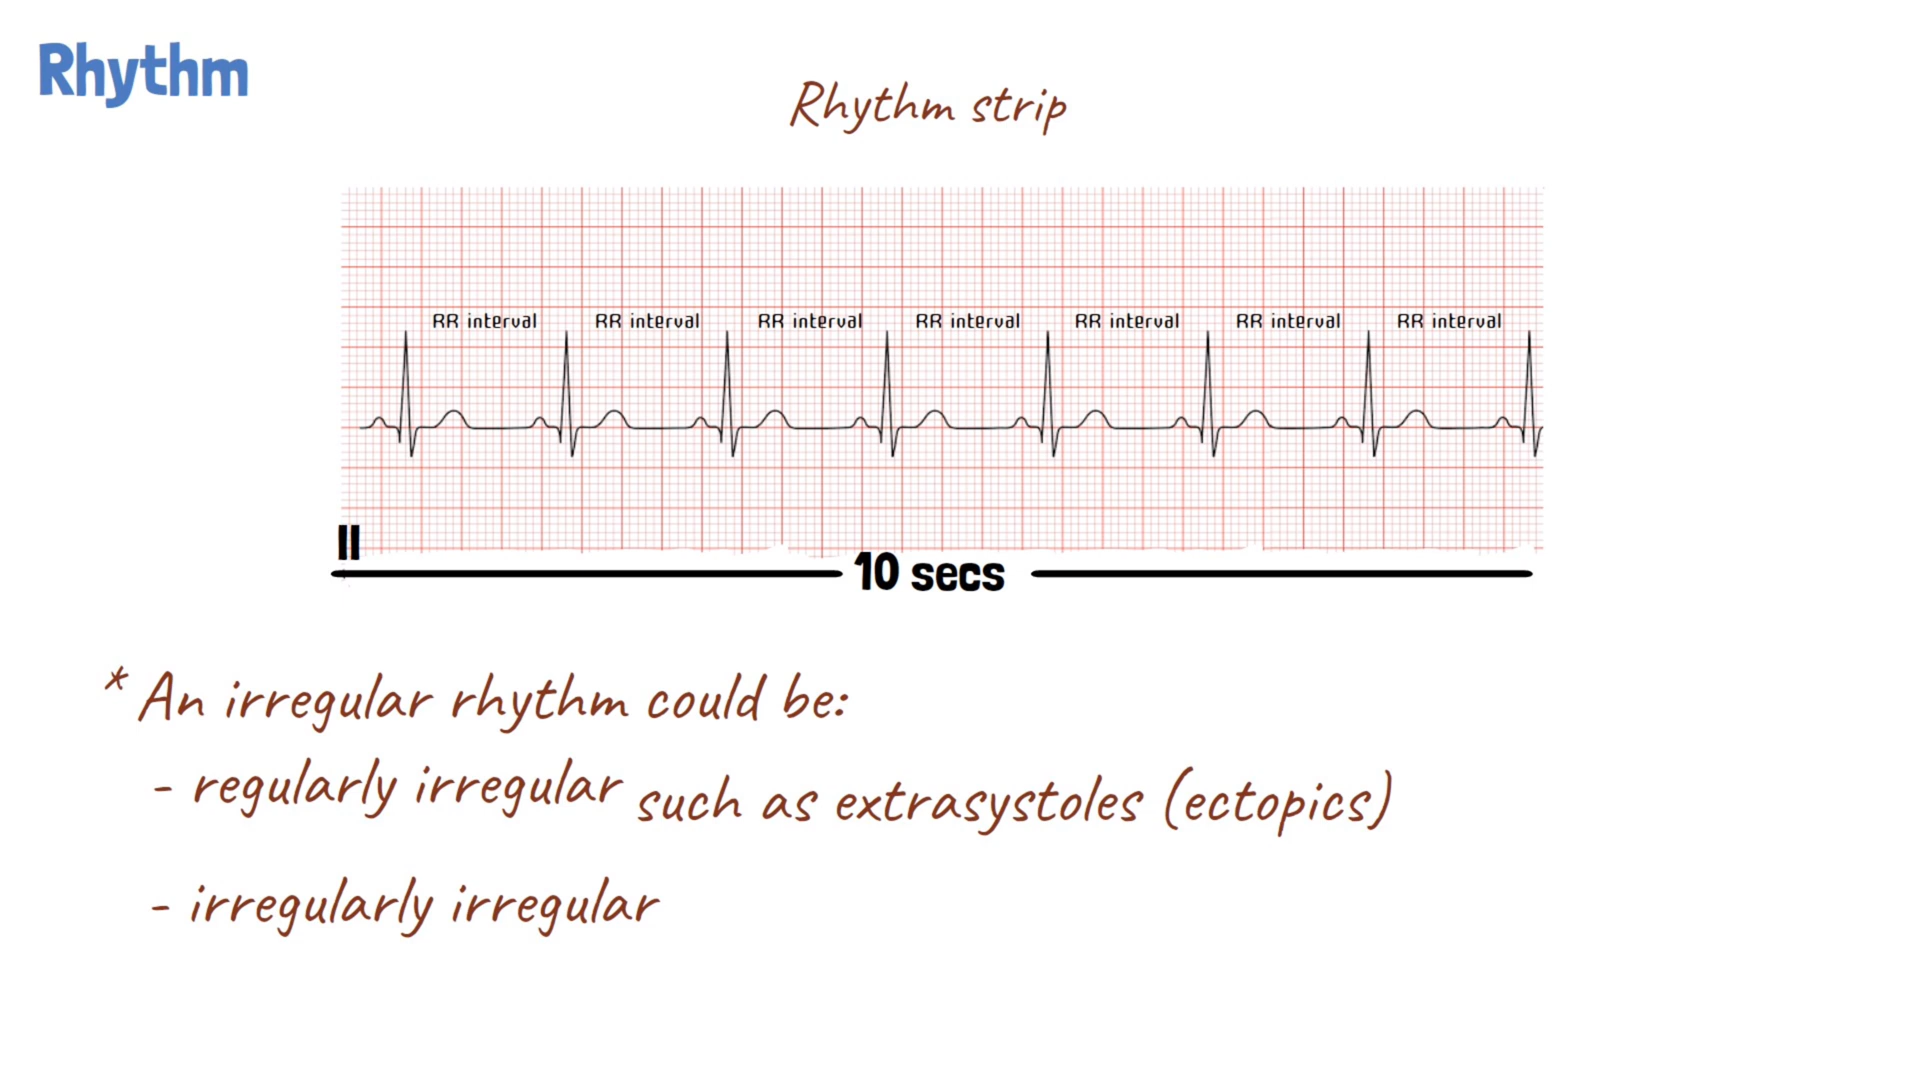 Rhythm
Rhythm strip
RR interval RR interval RR interval RR interval RR interval RR interval RR interval
II
10 secs
* An irregular rhythm could be:
- regularly irregular such as extrasystoles (ectopics)
- irregularly irregular